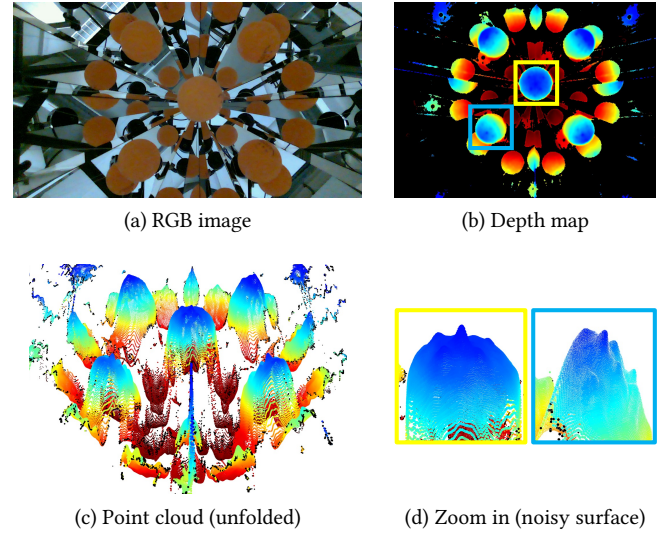 (a) RGB image
(b) Depth map
(c) Point cloud (unfolded)
(d) Zoom in (noisy surface)